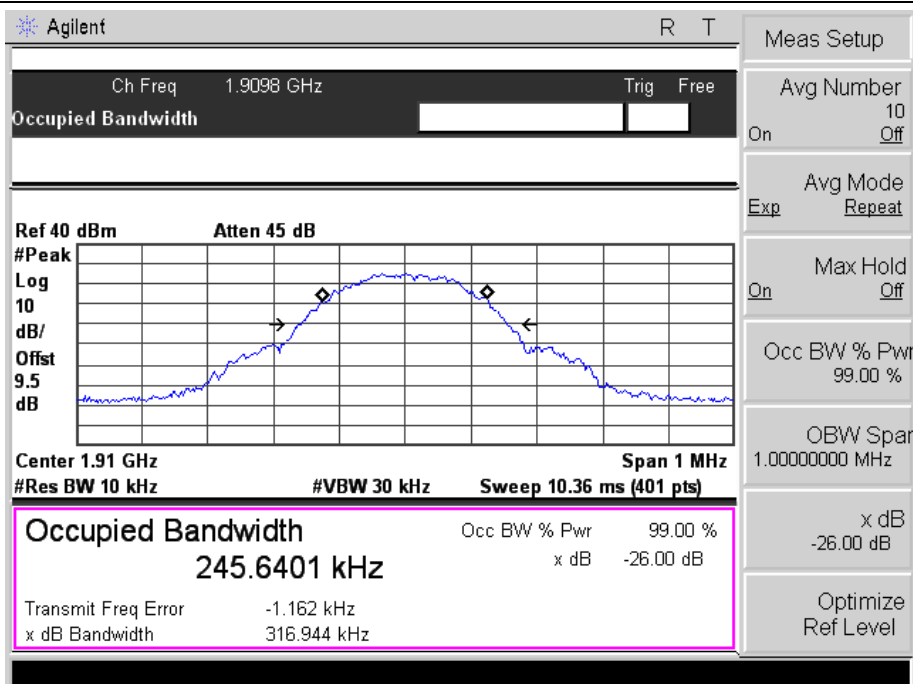 Agilent R T
Ch Freq 1.9098 GHz Trig Free
Occupied Bandwidth
Ref 40 dBm Atten 45 dB
#Peak
Log
10
dB/
Offst
9.5
dB
Center 1.91 GHz Span 1 MHz
#Res BW 10 kHz #VBW 30 kHz Sweep 10.36 ms (401 pts)
Occupied Bandwidth
245.6401 kHz
Occ BW % Pwr 99.00 %
x dB -26.00 dB
Transmit Freq Error -1.162 kHz
x dB Bandwidth 316.944 kHz
Meas Setup
Avg Number
10
On Off
Avg Mode
Exp Repeat
Max Hold
On Off
Occ BW % Pwr
99.00 %
OBW Span
1.00000000 MHz
x dB
-26.00 dB
Optimize
Ref Level